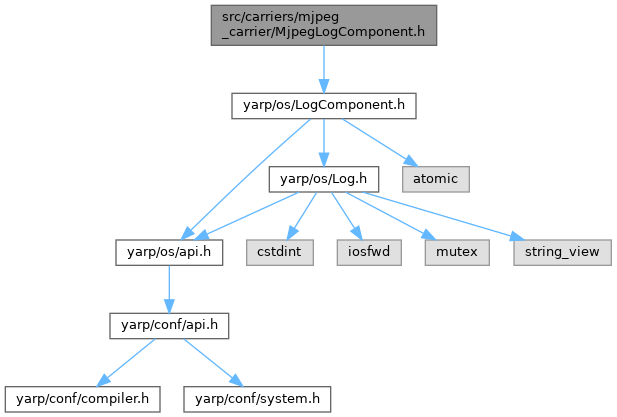 src/carriers/mjpeg
_carrier/MjpegLogComponent.h
yarp/os/LogComponent.h
yarp/os/Log.h
atomic
yarp/os/api.h
cstdint
iosfwd
mutex
string_view
yarp/conf/api.h
yarp/conf/compiler.h
yarp/conf/system.h